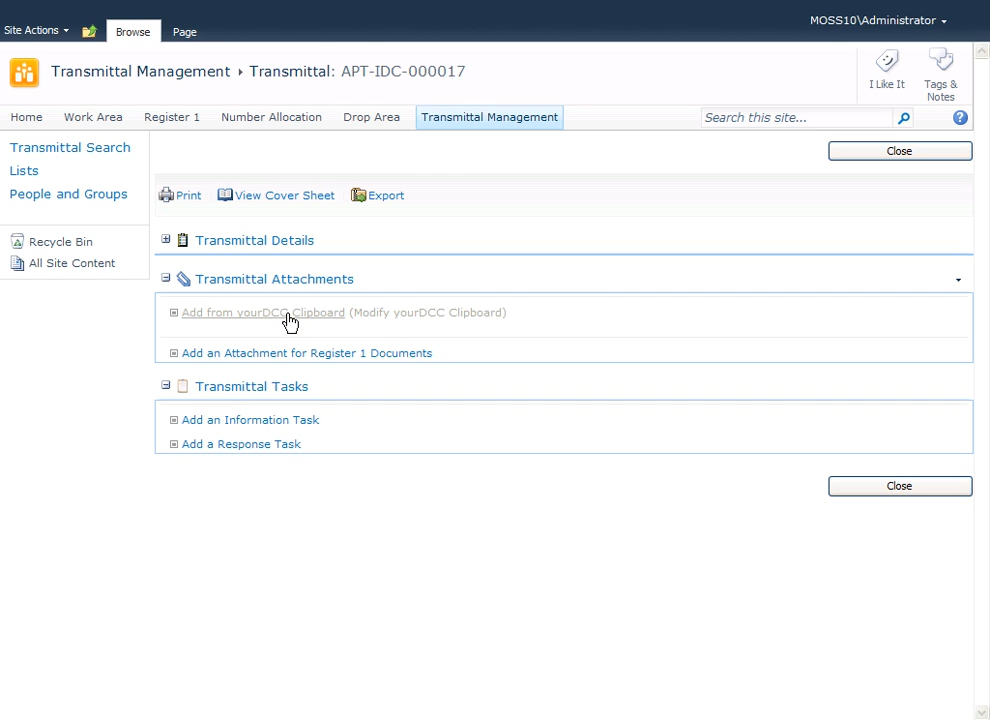 Site Actions
Browse
Page
MOSS10\Administrator
Transmittal Management ▸ Transmittal: APT-IDC-000017
I Like It
Tags & Notes
Home
Work Area
Register 1
Number Allocation
Drop Area
Transmittal Management
Search this site...
Transmittal Search
Lists
People and Groups
Recycle Bin
All Site Content
Close
Print
View Cover Sheet
Export
Transmittal Details
Transmittal Attachments
Add from yourDCC Clipboard (Modify yourDCC Clipboard)
Add an Attachment for Register 1 Documents
Transmittal Tasks
Add an Information Task
Add a Response Task
Close